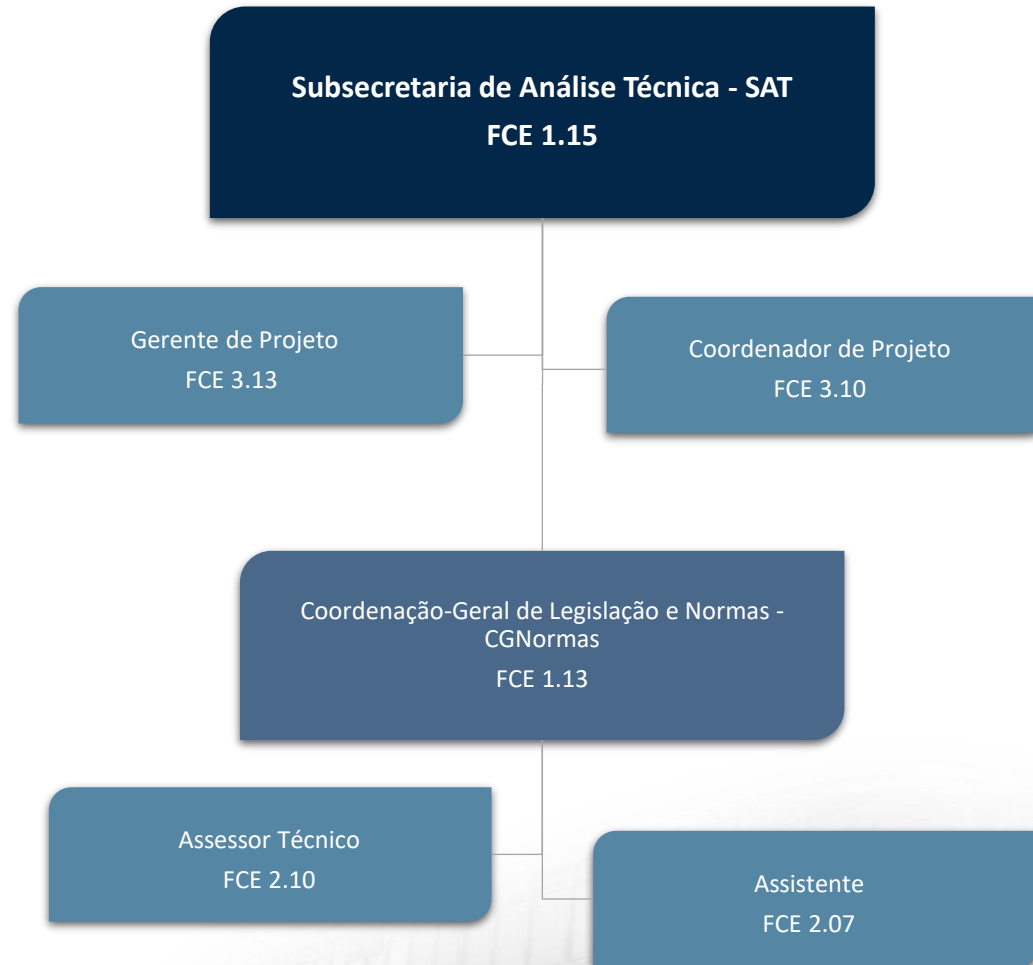 Subsecretaria de Análise Técnica - SAT
FCE 1.15
Gerente de Projeto
FCE 3.13
Coordenador de Projeto
FCE 3.10
Coordenação-Geral de Legislação e Normas -
CGNormas
FCE 1.13
Assessor Técnico
FCE 2.10
Assistente
FCE 2.07